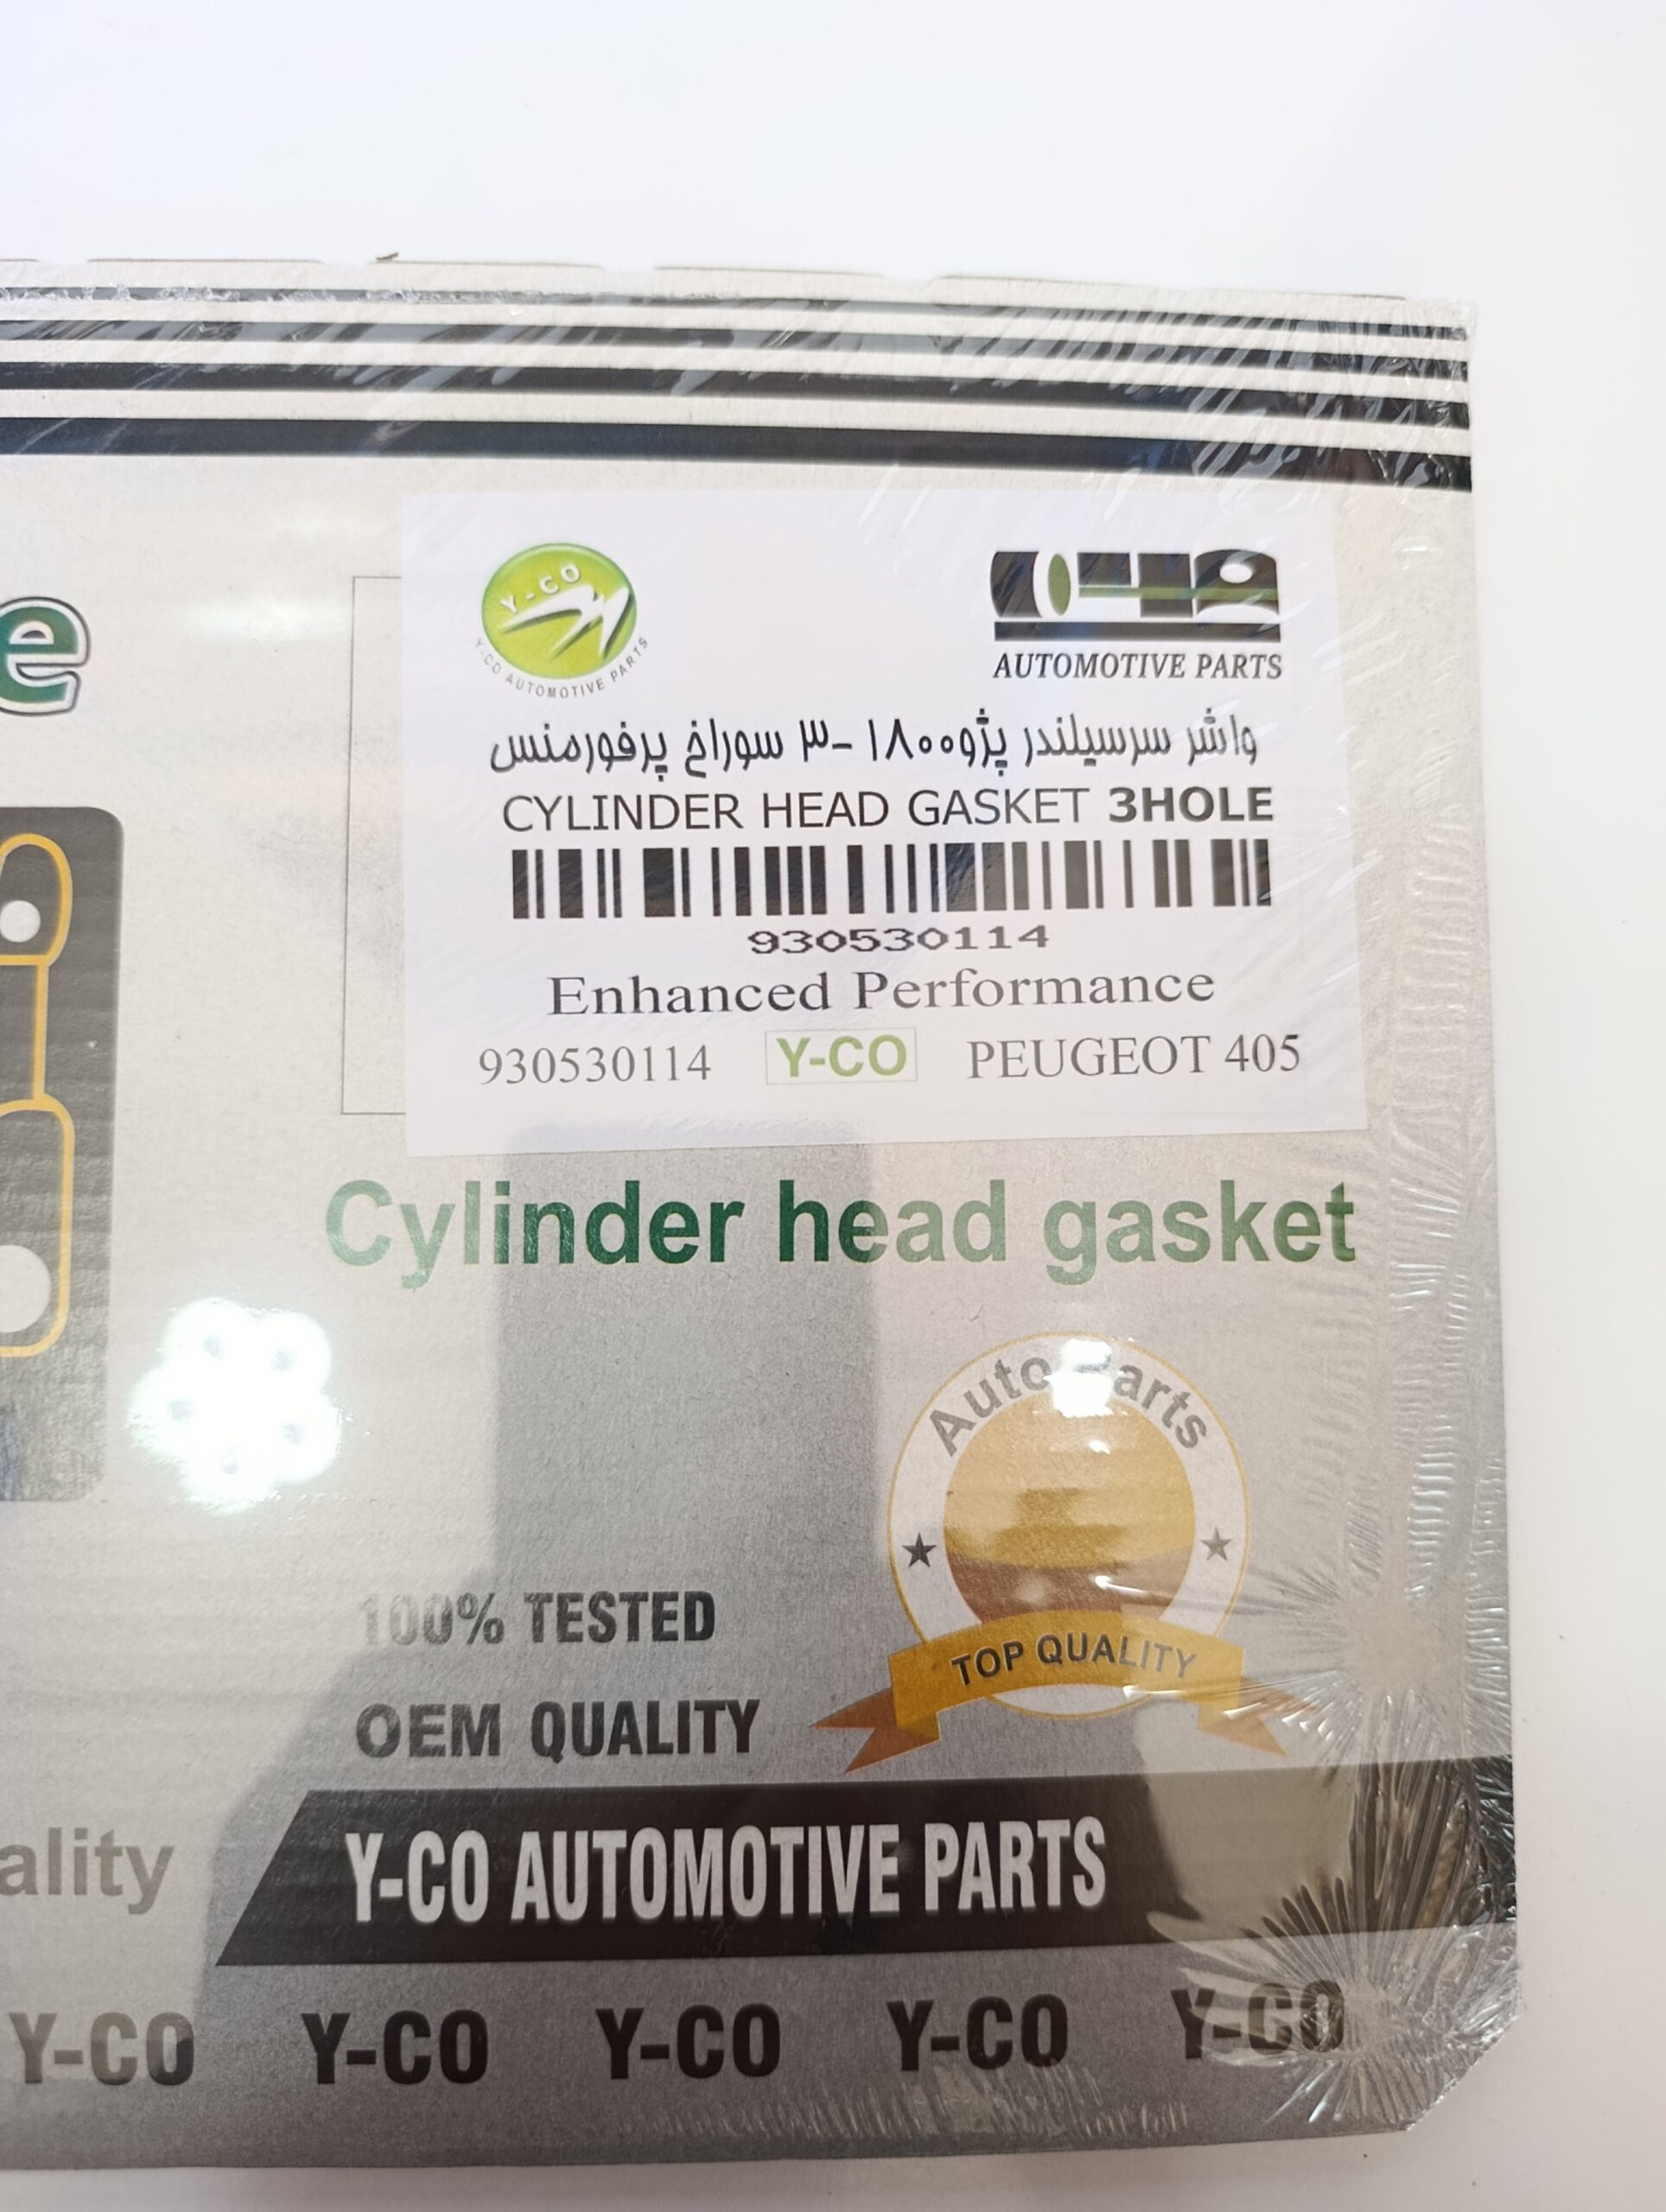 e
Y-CO
Y-CO AUTOMOTIVE PARTS
AUTOMOTIVE PARTS
واشر سرسیلندر پژو۱۸۰۰ -۳ سوراخ پرفورمنس
CYLINDER HEAD GASKET 3HOLE
930530114
Enhanced Performance
930530114 Y-CO PEUGEOT 405
Cylinder head gasket
Auto Parts
TOP QUALITY
100% TESTED
OEM QUALITY
ality
Y-CO AUTOMOTIVE PARTS
Y-CO Y-CO Y-CO Y-CO Y-CO